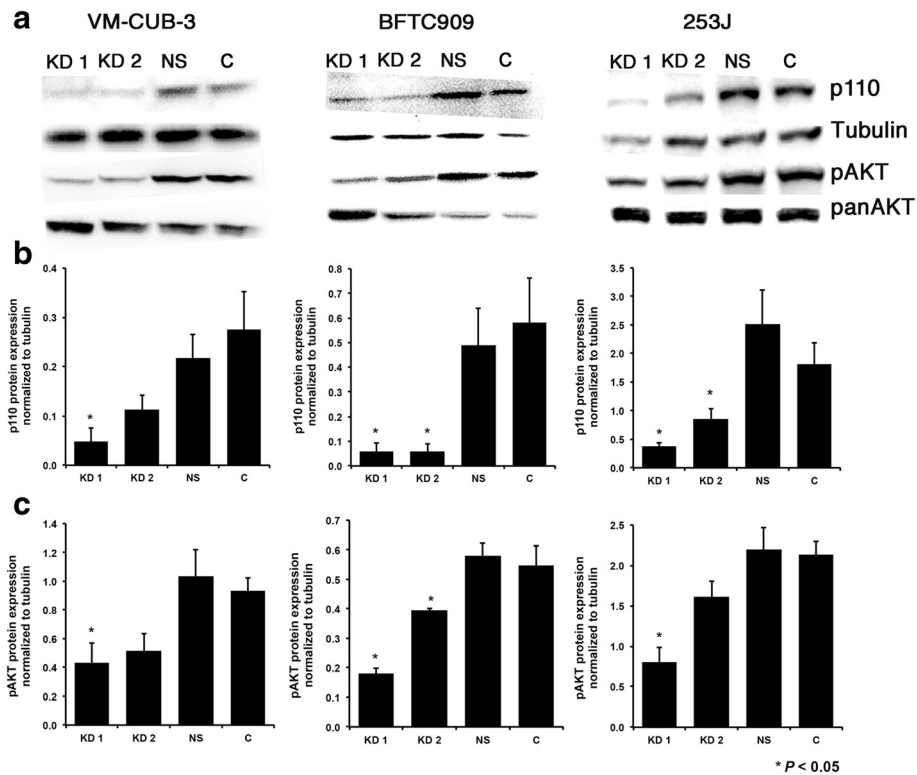 a
VM-CUB-3 BFTC909 253J
KD 1 KD 2 NS C KD 1 KD 2 NS C KD 1 KD 2 NS C
p110
Tubulin
pAKT
panAKT
b
p110 protein expression
normalized to tubulin
0.4
0.3
0.2
0.1
0.0
*
KD 1 KD 2 NS C
p110 protein expression
normalized to tubulin
0.8
0.7
0.6
0.5
0.4
0.3
0.2
0.1
0.0
* *
KD 1 KD 2 NS C
p110 protein expression
normalized to tubulin
3.5
3.0
2.5
2.0
1.5
1.0
0.5
0.0
* *
KD 1 KD 2 NS C
c
pAKT protein expression
normalized to tubulin
1.4
1.2
1.0
0.8
0.6
0.4
0.2
0.0
*
KD 1 KD 2 NS C
pAKT protein expression
normalized to tubulin
0.7
0.6
0.5
0.4
0.3
0.2
0.1
0.0
* *
KD 1 KD 2 NS C
pAKT protein expression
normalized to tubulin
2.5
2.0
1.5
1.0
0.5
0.0
*
KD 1 KD 2 NS C
* P < 0.05